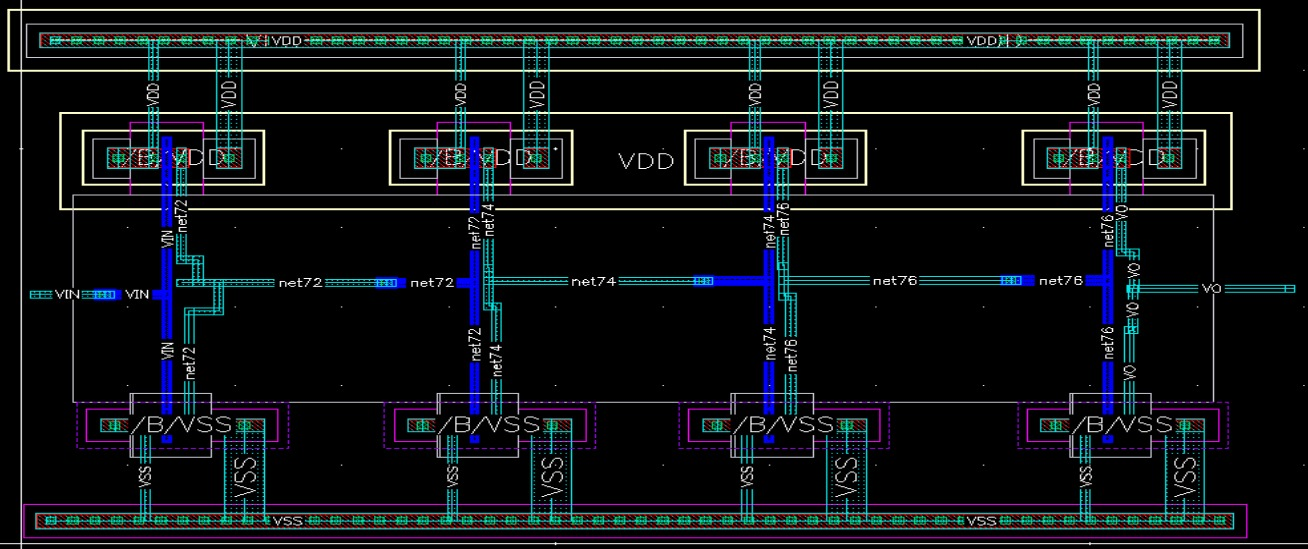 VDD VDD
VDD VDD VDD VDD VDD VDD VDD VDD
/B/VDD /B/VDD VDD /B/VDD /B/VDD
net72 net74 net76 VO
VIN net72 net74 net76
VIN VIN net72 net72 net74 net76 net76 VO VO
VO
VIN net72 net72 net74 net74 net76 net76 VO
/B/VSS /B/VSS /B/VSS /B/VSS
VSS VSS VSS VSS VSS VSS VSS VSS
VSS VSS